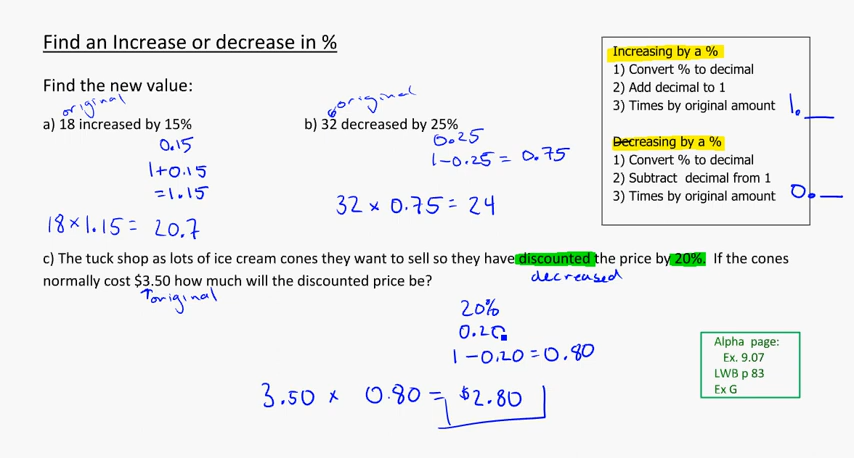 Find an Increase or decrease in %
Find the new value:
original
a) 18 increased by 15%
0.15
1+0.15
=1.15
18×1.15= 20.7
original
b) 32 decreased by 25%
0.25
1-0.25 = 0.75
32 × 0.75 = 24
Increasing by a %
1) Convert % to decimal
2) Add decimal to 1
3) Times by original amount
1.__
Decreasing by a %
1) Convert % to decimal
2) Subtract decimal from 1
3) Times by original amount
0.__
c) The tuck shop as lots of ice cream cones they want to sell so they have discounted the price by 20%. If the cones
decreased
normally cost $3.50 how much will the discounted price be?
↑original
20%
0.20
1-0.20=0.80
3.50 × 0.80 = $2.80
Alpha page:
Ex. 9.07
LWB p 83
Ex G